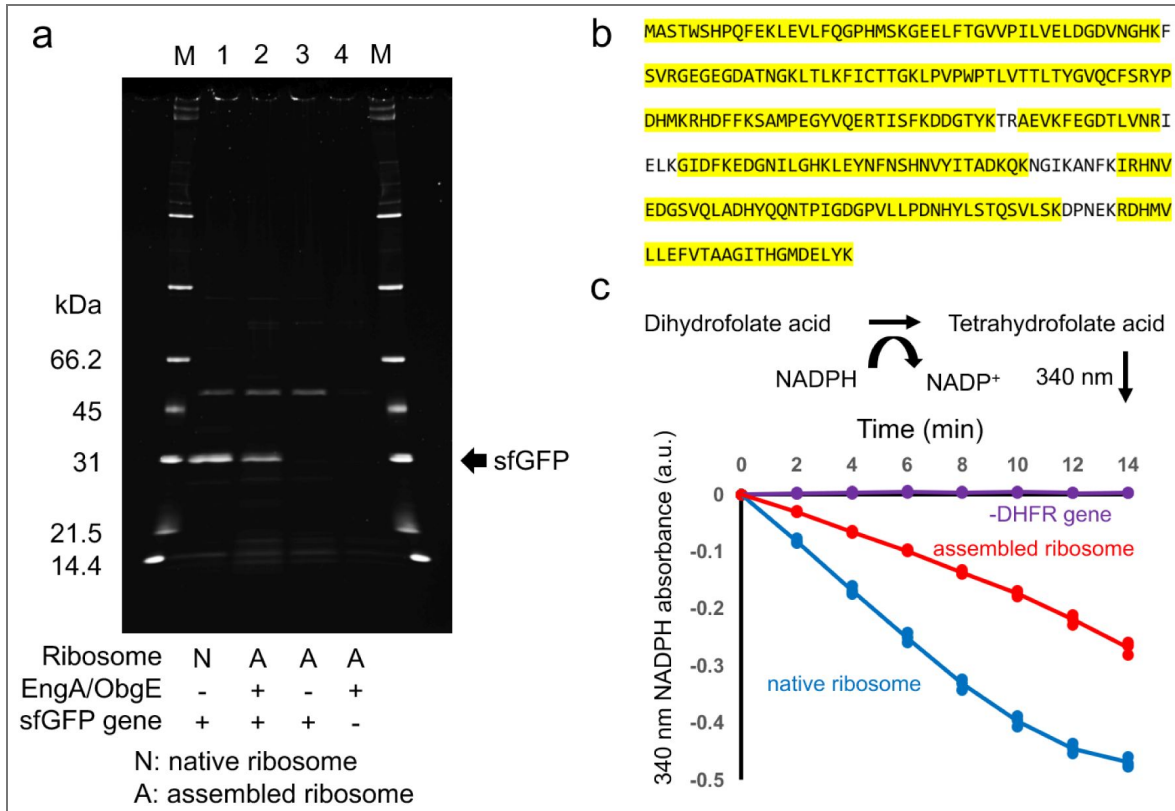 a
M 1 2 3 4 M
kDa
66.2
45
31
sfGFP
21.5
14.4
Ribosome N A A A
EngA/ObgE - + - +
sfGFP gene + + + -
N: native ribosome
A: assembled ribosome
b
MASTWSHPQFEKLEVLFQGPHMSKGEELFTGVVPILVELDGDVNGHKF
SVRGEGEGDATNGKLTLKFICTTGKLPVPWPTLVTTLTYGVQCFSRYP
DHMKRHDFFKSAMPEGYVQERTISFKDDGTYKTRAEVKFEGDTLVNRI
ELKGIDFKEDGNILGHKLEYNFNSHNVYITADKQKNGIKANFKIRHNV
EDGSVQLADHYQQNTPIGDGPVLLPDNHYLSTQSVLSKDPNEKRDHMV
LLEFVTAAGITHGMDELYK
c
Dihydrofolate acid Tetrahydrofolate acid
NADPH NADP+ 340 nm
Time (min)
0 2 4 6 8 10 12 14
340 nm NADPH absorbance (a.u.)
0
-0.1
-0.2
-0.3
-0.4
-0.5
-DHFR gene
assembled ribosome
native ribosome